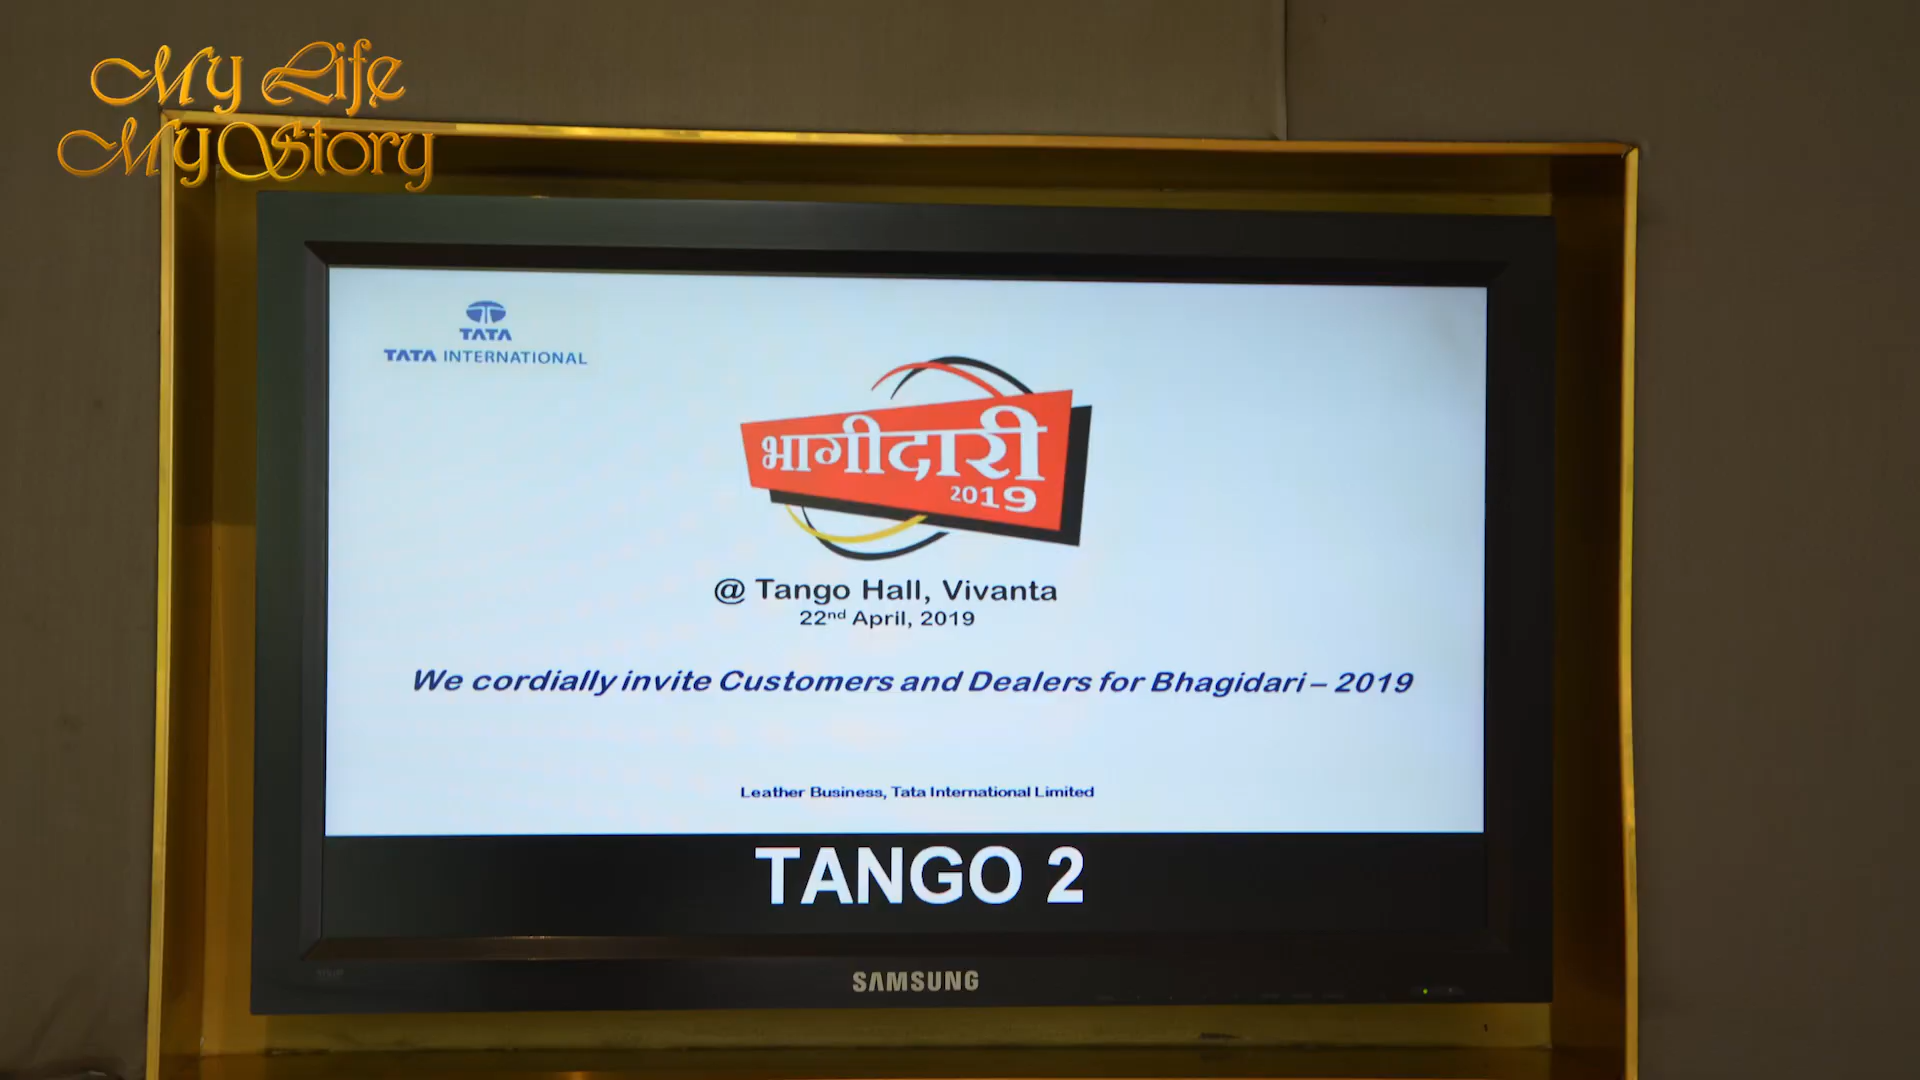 My Life
My Story
TATA
TATA INTERNATIONAL
भागीदारी
2019
@ Tango Hall, Vivanta
22nd April, 2019
We cordially invite Customers and Dealers for Bhagidari – 2019
Leather Business, Tata International Limited
TANGO 2
SAMSUNG